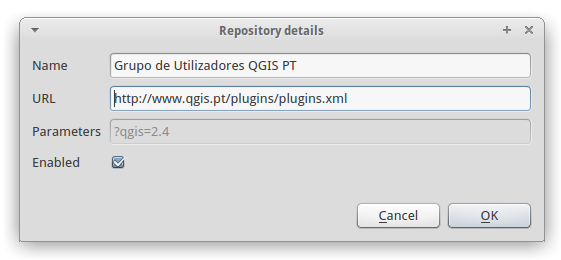 Repository details
Name Grupo de Utilizadores QGIS PT
URL http://www.qgis.pt/plugins/plugins.xml
Parameters ?qgis=2.4
Enabled
Cancel OK